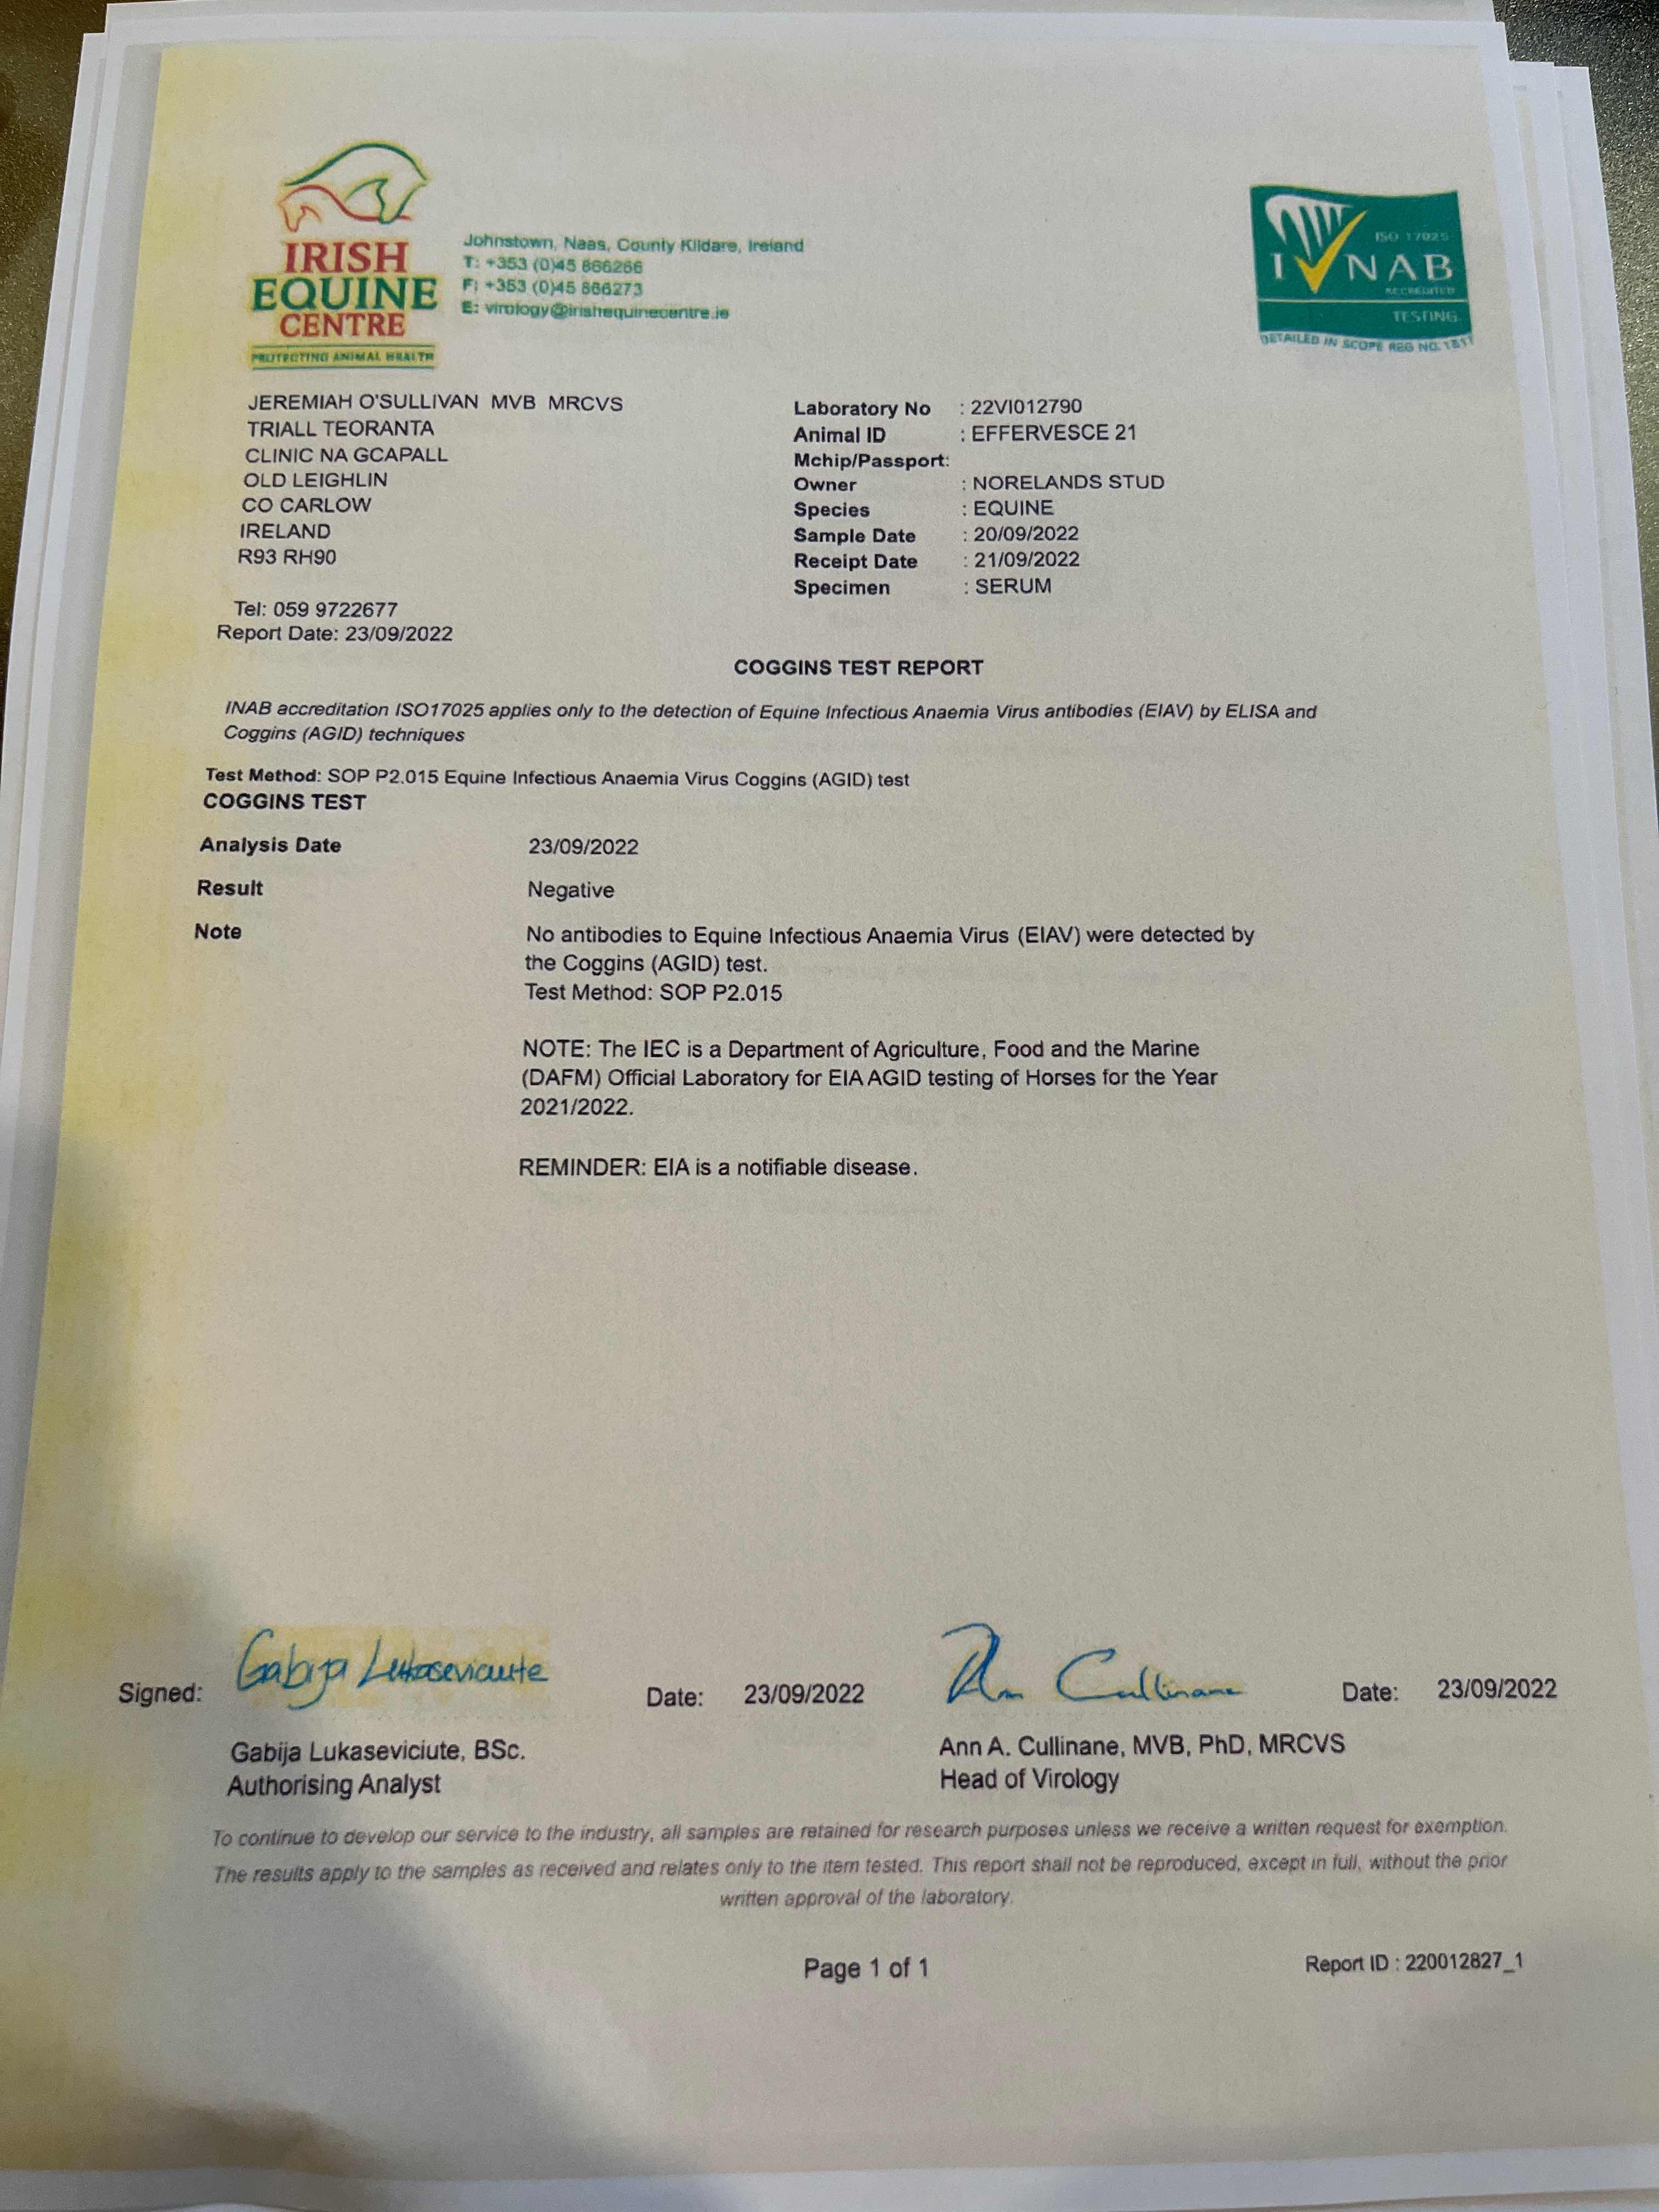 IRISH
EQUINE
CENTRE
PROTECTING ANIMAL HEALTH
Johnstown, Naas, County Kildare, Ireland
T: +353 (0)45 866266
F: +353 (0)45 866273
E: virology@irishequinecentre.ie
ISO 17025
INAB
ACCREDITED
TESTING
DETAILED IN SCOPE REG NO. 151T
JEREMIAH O'SULLIVAN MVB MRCVS
TRIALL TEORANTA
CLINIC NA GCAPALL
OLD LEIGHLIN
CO CARLOW
IRELAND
R93 RH90
Tel: 059 9722677
Report Date: 23/09/2022
Laboratory No : 22VI012790
Animal ID : EFFERVESCE 21
Mchip/Passport:
Owner : NORELANDS STUD
Species : EQUINE
Sample Date : 20/09/2022
Receipt Date : 21/09/2022
Specimen : SERUM
COGGINS TEST REPORT
INAB accreditation ISO17025 applies only to the detection of Equine Infectious Anaemia Virus antibodies (EIAV) by ELISA and
Coggins (AGID) techniques
Test Method: SOP P2.015 Equine Infectious Anaemia Virus Coggins (AGID) test
COGGINS TEST
Analysis Date 23/09/2022
Result Negative
Note No antibodies to Equine Infectious Anaemia Virus (EIAV) were detected by
the Coggins (AGID) test.
Test Method: SOP P2.015
NOTE: The IEC is a Department of Agriculture, Food and the Marine
(DAFM) Official Laboratory for EIA AGID testing of Horses for the Year
2021/2022.
REMINDER: EIA is a notifiable disease.
Signed: Gabija Lukaseviciute Date: 23/09/2022 Ann Cullinane Date: 23/09/2022
Gabija Lukaseviciute, BSc. Ann A. Cullinane, MVB, PhD, MRCVS
Authorising Analyst Head of Virology
To continue to develop our service to the industry, all samples are retained for research purposes unless we receive a written request for exemption.
The results apply to the samples as received and relates only to the item tested. This report shall not be reproduced, except in full, without the prior
written approval of the laboratory.
Page 1 of 1
Report ID : 220012827_1